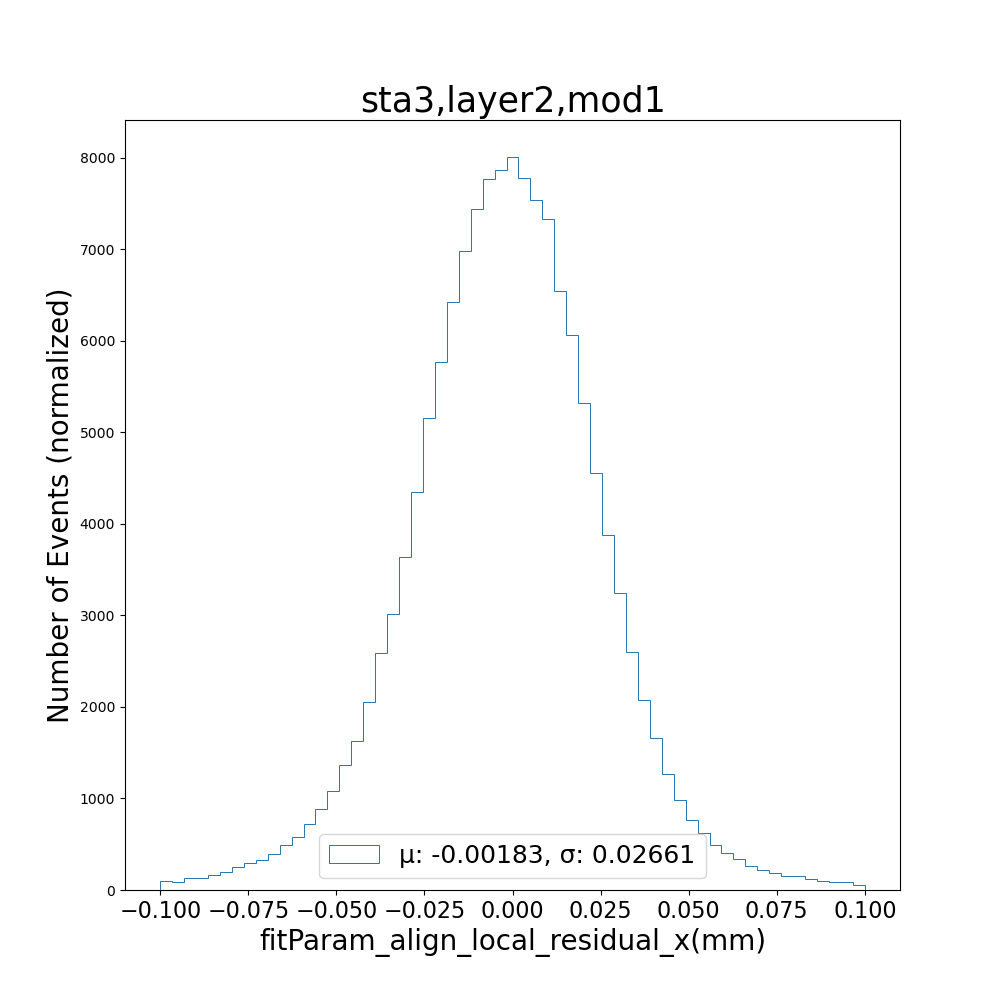 sta3,layer2,mod1
Number of Events (normalized)
8000
7000
6000
5000
4000
3000
2000
1000
0
μ: -0.00183, σ: 0.02661
−0.100 −0.075 −0.050 −0.025 0.000 0.025 0.050 0.075 0.100
fitParam_align_local_residual_x(mm)